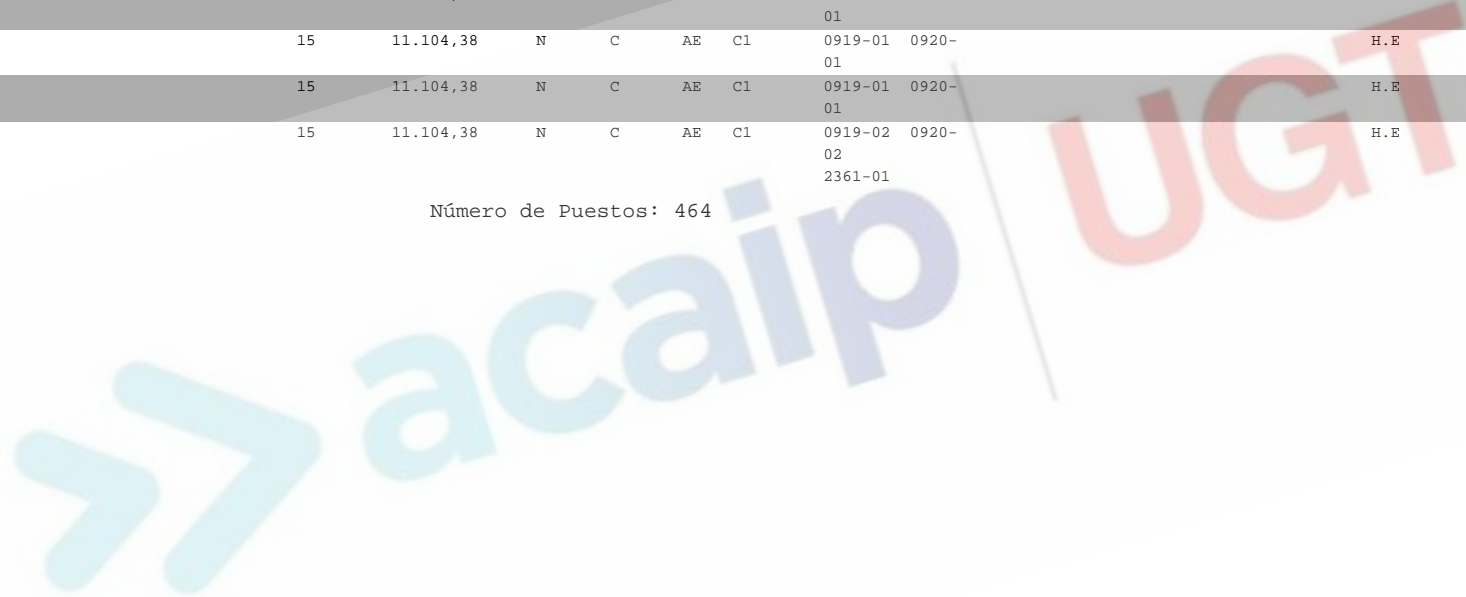 01
15 11.104,38 N C AE C1 0919-01 0920- H.E
01
15 11.104,38 N C AE C1 0919-01 0920- H.E
01
15 11.104,38 N C AE C1 0919-02 0920- H.E
02
2361-01
Número de Puestos: 464
acaip UGT